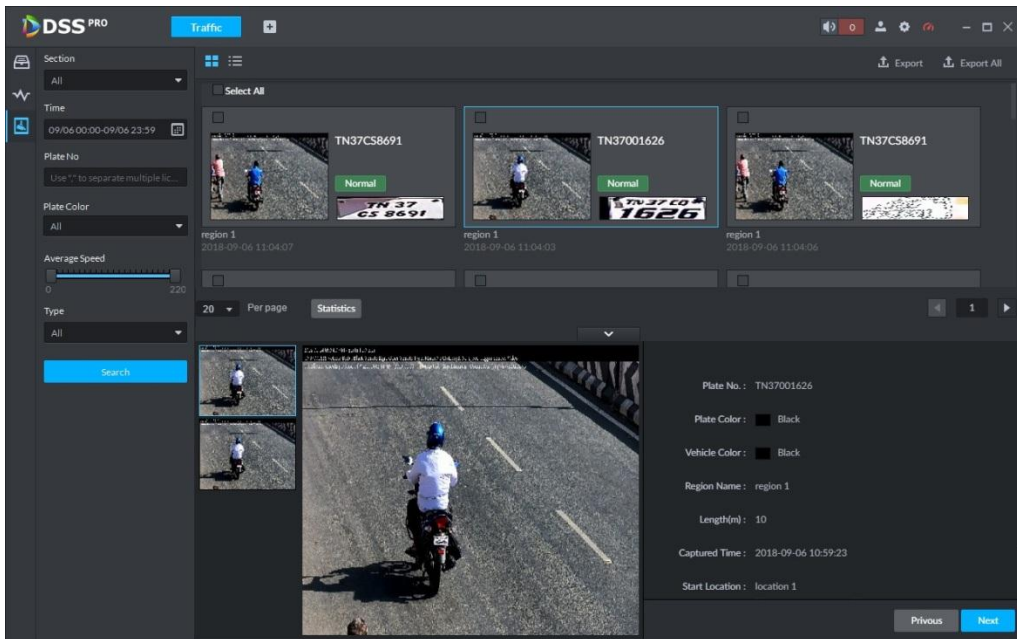 DSS PRO
Traffic
0
Section
All
Time
09/06 00:00-09/06 23:59
Plate No
Use "," to separate multiple lic...
Plate Color
All
Average Speed
0 220
Type
All
Search
Export
Export All
Select All
TN37CS8691
Normal
TN 37
CS 8691
region 1
2018-09-06 11:04:07
TN37001626
Normal
TN 37 CO
1626
region 1
2018-09-06 11:04:03
TN37CS8691
Normal
region 1
2018-09-06 11:04:06
20
Per page
Statistics
1
Plate No. : TN37001626
Plate Color : Black
Vehicle Color : Black
Region Name : region 1
Length(m) : 10
Captured Time : 2018-09-06 10:59:23
Start Location : location 1
Privous
Next